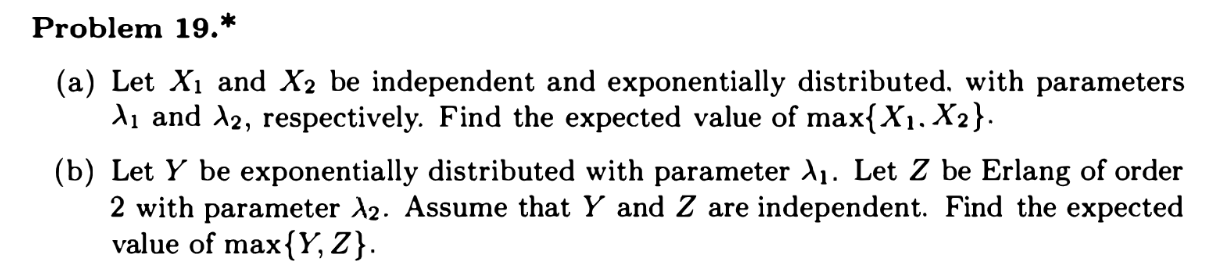 Problem 19.*
(a) Let X₁ and X₂ be independent and exponentially distributed. with parameters
λ₁ and λ₂, respectively. Find the expected value of max{X₁. X₂}.
(b) Let Y be exponentially distributed with parameter λ₁. Let Z be Erlang of order
2 with parameter λ₂. Assume that Y and Z are independent. Find the expected
value of max{Y, Z}.